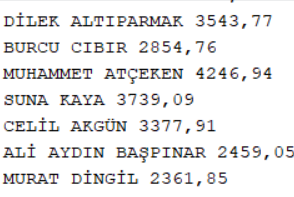 DİLEK ALTIPARMAK 3543,77
BURCU CIBIR 2854,76
MUHAMMET ATÇEKEN 4246,94
SUNA KAYA 3739,09
CELİL AKGÜN 3377,91
ALİ AYDIN BAŞPINAR 2459,05
MURAT DİNGİL 2361,85